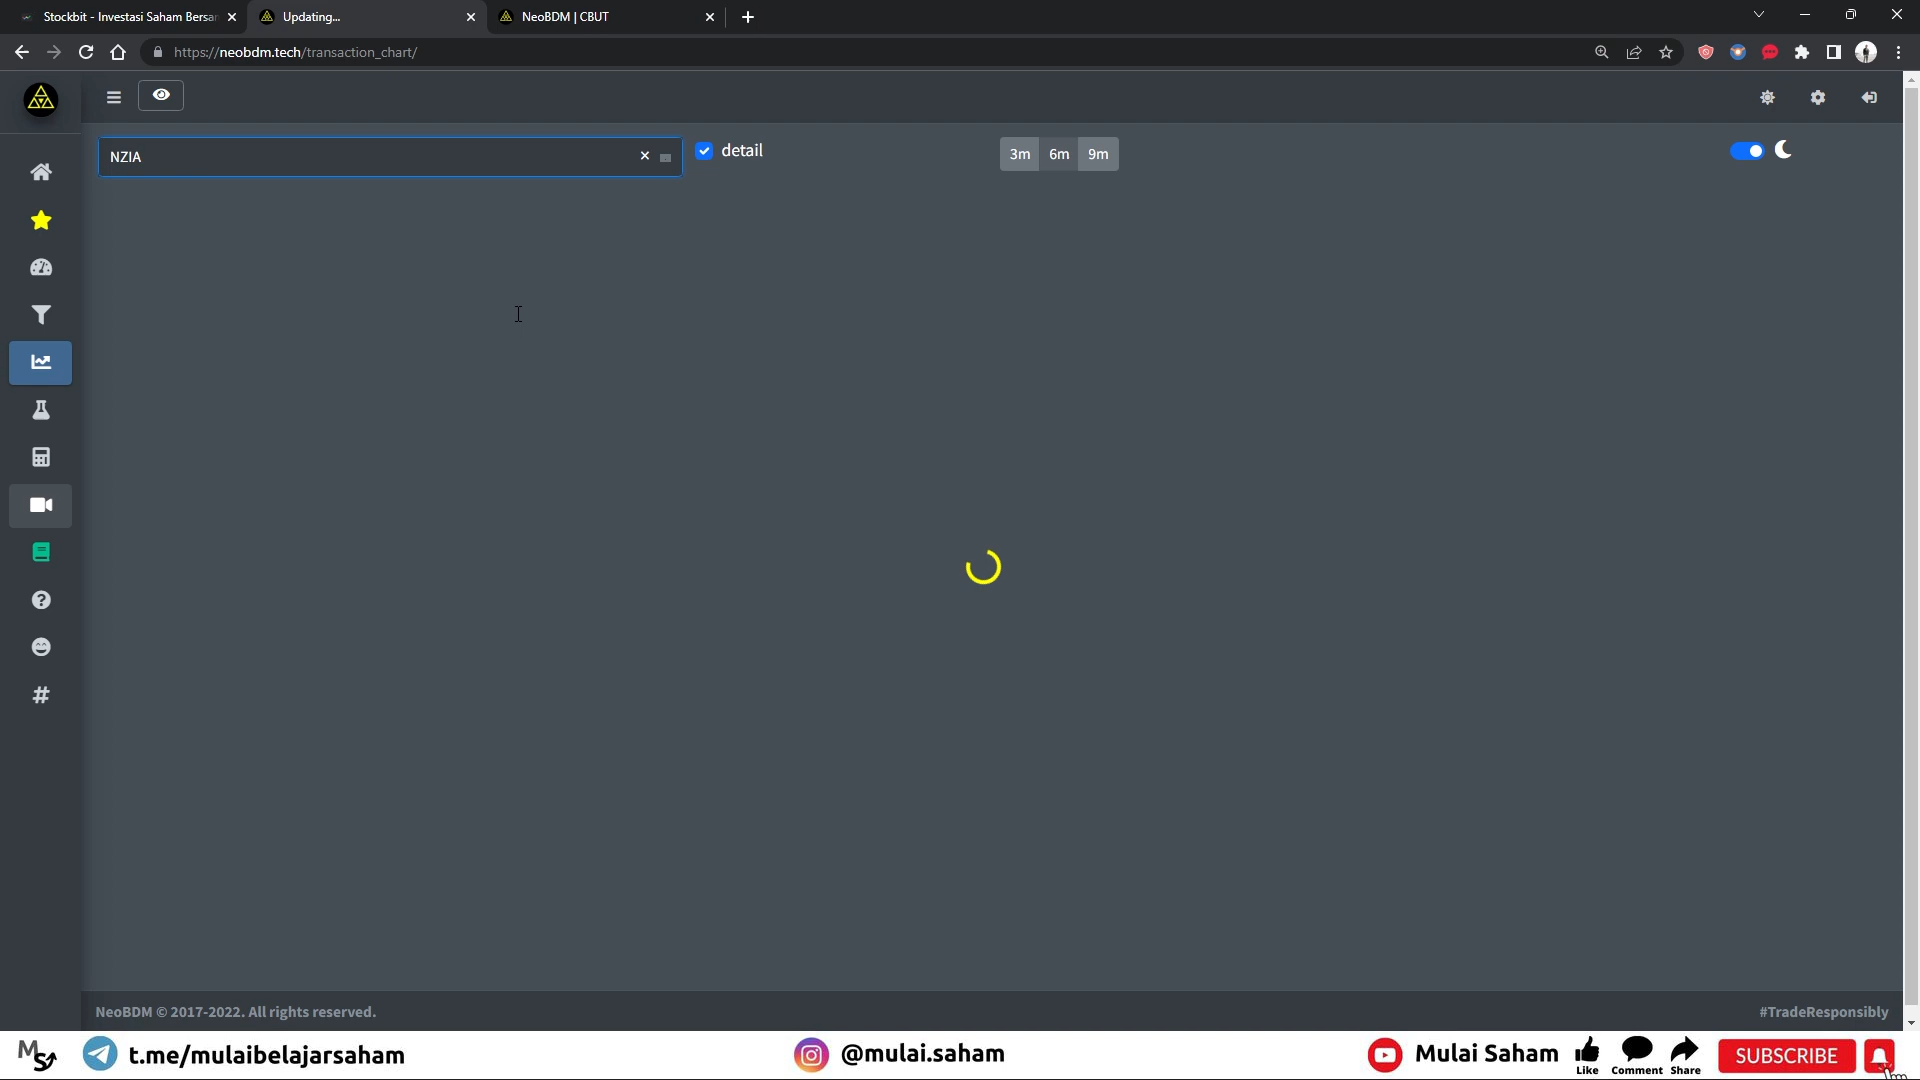 Stockbit - Investasi Saham Bersar
Updating...
NeoBDM | CBUT
https://neobdm.tech/transaction_chart/
NZIA
detail
3m 6m 9m
NeoBDM © 2017-2022. All rights reserved.
#TradeResponsibly
t.me/mulaibelajarsaham
@mulai.saham
Mulai Saham
Like
Comment
Share
SUBSCRIBE